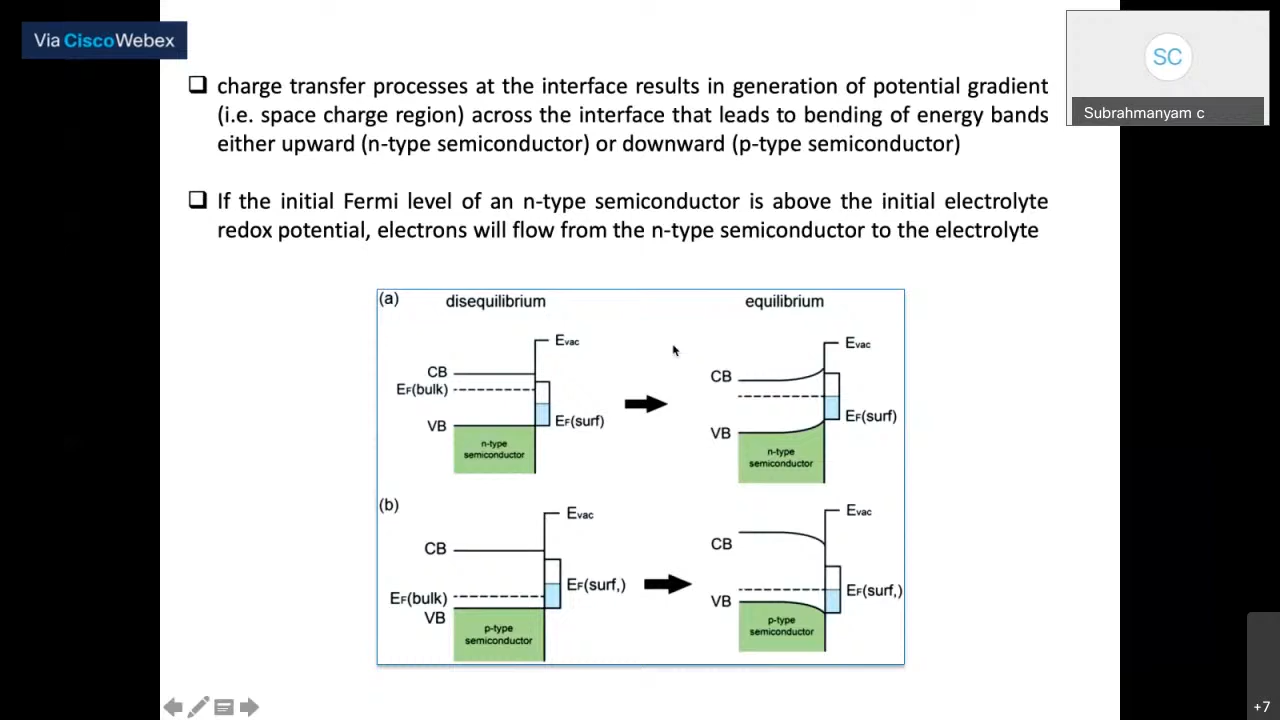 Via CiscoWebex
SC
Subrahmanyam c
charge transfer processes at the interface results in generation of potential gradient
(i.e. space charge region) across the interface that leads to bending of energy bands
either upward (n-type semiconductor) or downward (p-type semiconductor)
If the initial Fermi level of an n-type semiconductor is above the initial electrolyte
redox potential, electrons will flow from the n-type semiconductor to the electrolyte
(a) disequilibrium equilibrium
Evac Evac
CB CB
EF(bulk)
EF(surf) EF(surf)
VB VB
n-type n-type
semiconductor semiconductor
(b)
Evac Evac
CB CB
EF(surf,) EF(surf,)
EF(bulk) VB
VB
p-type p-type
semiconductor semiconductor
+7